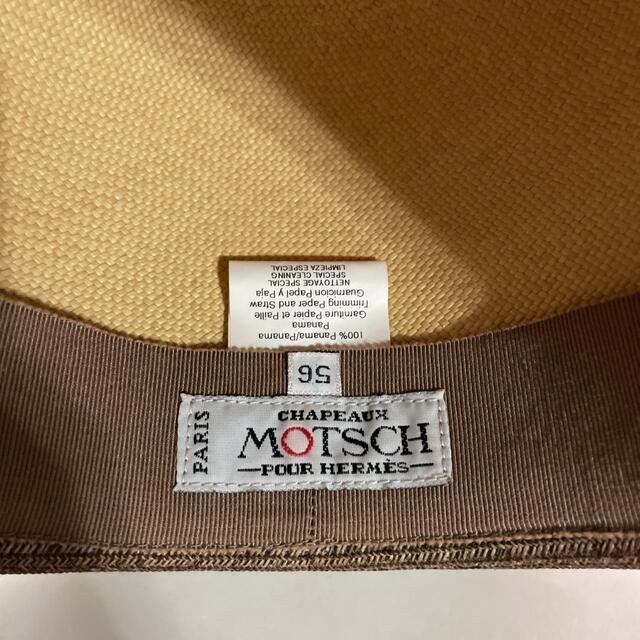 100% Panama/Panama
Panama
Garniture Papier et Paille
Trimming Paper and Straw
Guarnicion Papel y Paja
NETTOYAGE SPECIAL
SPECIAL CLEANING
LIMPIEZA ESPECIAL
56
PARIS
CHAPEAUX
MOTSCH
POUR HERMÈS